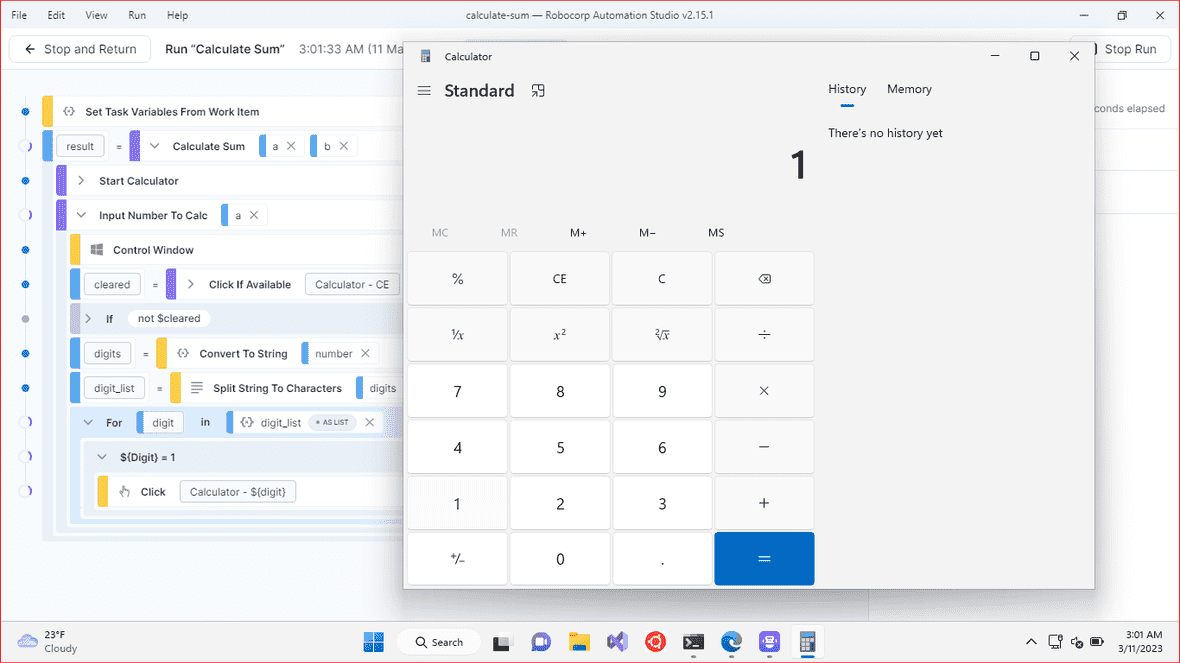 File Edit View Run Help
calculate-sum — Robocorp Automation Studio v2.15.1
Stop and Return
Run “Calculate Sum”
3:01:33 AM (11 Ma
Stop Run
conds elapsed
Set Task Variables From Work Item
result = Calculate Sum a b
Start Calculator
Input Number To Calc a
Control Window
cleared = Click If Available Calculator - CE
If not $cleared
digits = Convert To String number
digit_list = Split String To Characters digits
For digit in digit_list AS LIST
${Digit} = 1
Click Calculator - ${digit}
Calculator
Standard
History Memory
There’s no history yet
1
MC MR M+ M− MS
% CE C
¹/x x² ²√x ÷
7 8 9 ×
4 5 6 −
1 2 3 +
+/− 0 . =
23°F
Cloudy
Search
3:01 AM
3/11/2023